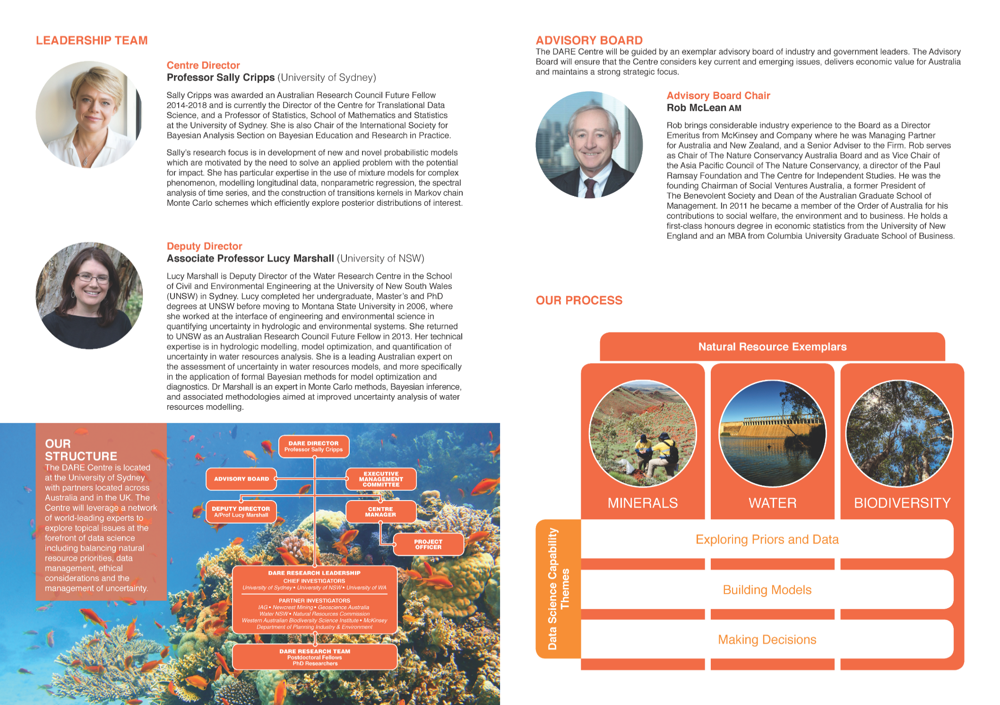 LEADERSHIP TEAM
Centre Director
Professor Sally Cripps (University of Sydney)
Sally Cripps was awarded an Australian Research Council Future Fellow
2014-2018 and is currently the Director of the Centre for Translational Data
Science, and a Professor of Statistics, School of Mathematics and Statistics
at the University of Sydney. She is also Chair of the International Society for
Bayesian Analysis Section on Bayesian Education and Research in Practice.
Sally's research focus is in development of new and novel probabilistic models
which are motivated by the need to solve an applied problem with the potential
for impact. She has particular expertise in the use of mixture models for complex
phenomenon, modelling longitudinal data, nonparametric regression, the spectral
analysis of time series, and the construction of transitions kernels in Markov chain
Monte Carlo schemes which efficiently explore posterior distributions of interest.
Deputy Director
Associate Professor Lucy Marshall (University of NSW)
Lucy Marshall is Deputy Director of the Water Research Centre in the School
of Civil and Environmental Engineering at the University of New South Wales
(UNSW) in Sydney. Lucy completed her undergraduate, Master's and PhD
degrees at UNSW before moving to Montana State University in 2006, where
she worked at the interface of engineering and environmental science in
quantifying uncertainty in hydrologic and environmental systems. She returned
to UNSW as an Australian Research Council Future Fellow in 2013. Her technical
expertise is in hydrologic modelling, model optimization, and quantification of
uncertainty in water resources analysis. She is a leading Australian expert on
the assessment of uncertainty in water resources models, and more specifically
in the application of formal Bayesian methods for model optimization and
diagnostics. Dr Marshall is an expert in Monte Carlo methods, Bayesian inference,
and associated methodologies aimed at improved uncertainty analysis of water
resources modelling.
OUR
STRUCTURE
The DARE Centre is located
at the University of Sydney
with partners located across
Australia and in the UK. The
Centre will leverage a network
of world-leading experts to
explore topical issues at the
forefront of data science
including balancing natural
resource priorities, data
management, ethical
considerations and the
management of uncertainty.
DARE DIRECTOR
Professor Sally Cripps
ADVISORY BOARD
EXECUTIVE
MANAGEMENT
COMMITTEE
DEPUTY DIRECTOR
A/Prof Lucy Marshall
CENTRE
MANAGER
PROJECT
OFFICER
DARE RESEARCH LEADERSHIP
CHIEF INVESTIGATORS
University of Sydney • University of NSW • University of WA
PARTNER INVESTIGATORS
IAG • Newcrest Mining • Geoscience Australia
Water NSW • Natural Resources Commission
Western Australian Biodiversity Science Institute • McKinsey
Department of Planning Industry & Environment
DARE RESEARCH TEAM
Postdoctoral Fellows
PhD Researchers
ADVISORY BOARD
The DARE Centre will be guided by an exemplar advisory board of industry and government leaders. The Advisory
Board will ensure that the Centre considers key current and emerging issues, delivers economic value for Australia
and maintains a strong strategic focus.
Advisory Board Chair
Rob McLean AM
Rob brings considerable industry experience to the Board as a Director
Emeritus from McKinsey and Company where he was Managing Partner
for Australia and New Zealand, and a Senior Adviser to the Firm. Rob serves
as Chair of The Nature Conservancy Australia Board and as Vice Chair of
the Asia Pacific Council of The Nature Conservancy, a director of the Paul
Ramsay Foundation and The Centre for Independent Studies. He was the
founding Chairman of Social Ventures Australia, a former President of
The Benevolent Society and Dean of the Australian Graduate School of
Management. In 2011 he became a member of the Order of Australia for his
contributions to social welfare, the environment and to business. He holds a
first-class honours degree in economic statistics from the University of New
England and an MBA from Columbia University Graduate School of Business.
OUR PROCESS
Natural Resource Exemplars
MINERALS
WATER
BIODIVERSITY
Data Science Capability
Themes
Exploring Priors and Data
Building Models
Making Decisions